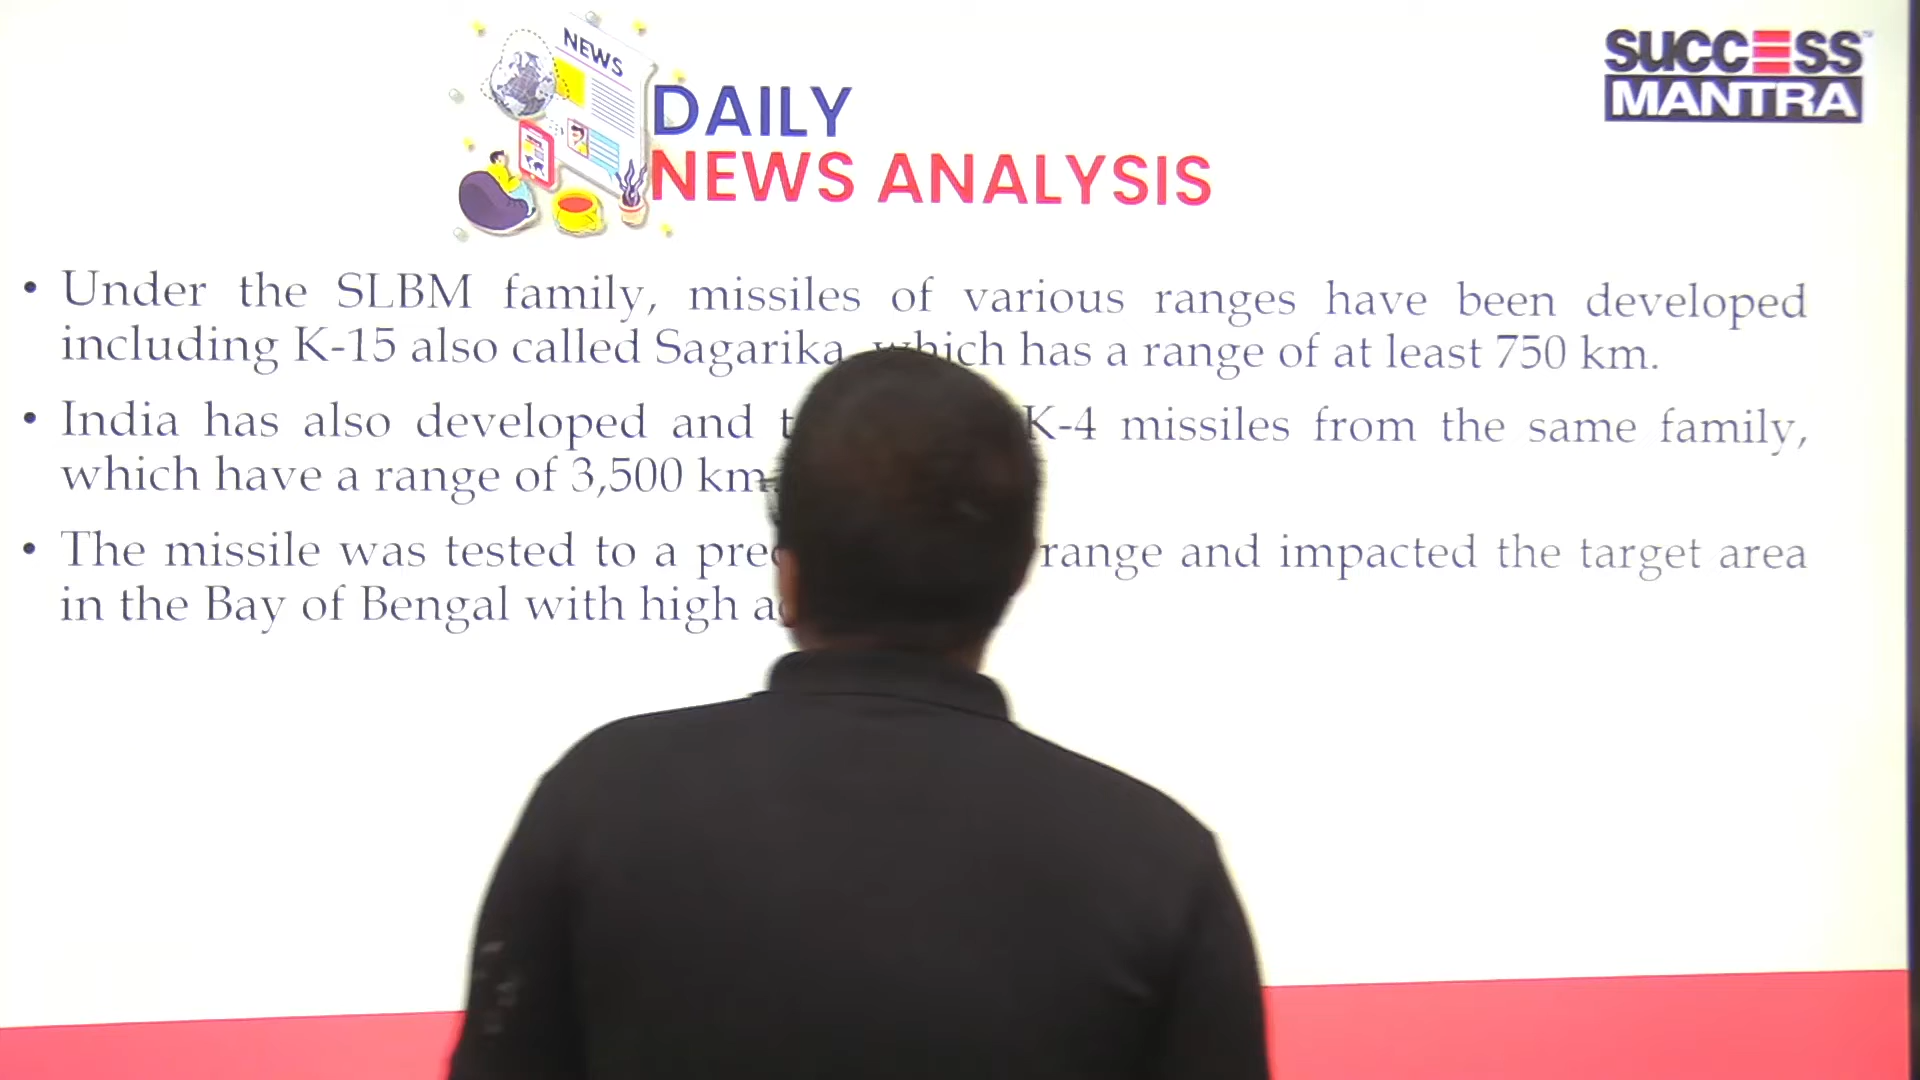 NEWS
DAILY
NEWS ANALYSIS
SUCCESS
MANTRA
• Under the SLBM family, missiles of various ranges have been developed
including K-15 also called Sagarika, which has a range of at least 750 km.
• India has also developed and K-4 missiles from the same family,
which have a range of 3,500 km.
• The missile was tested to a range and impacted the target area
in the Bay of Bengal with high